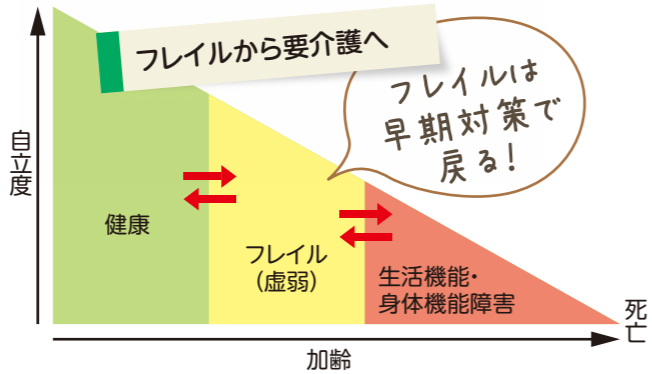 フレイルから要介護へ
フレイルは
早期対策で
戻る!
自立度
健康
フレイル
(虚弱)
生活機能・
身体機能障害
死亡
加齢